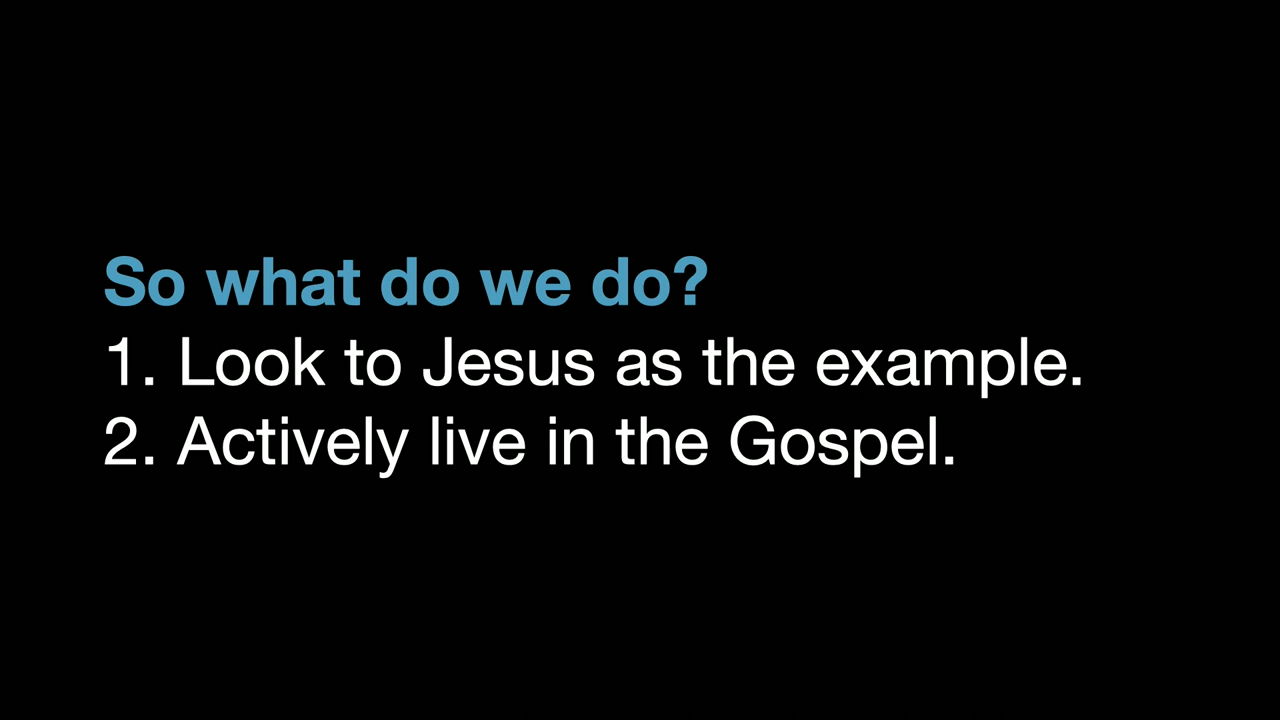 So what do we do?
1. Look to Jesus as the example.
2. Actively live in the Gospel.